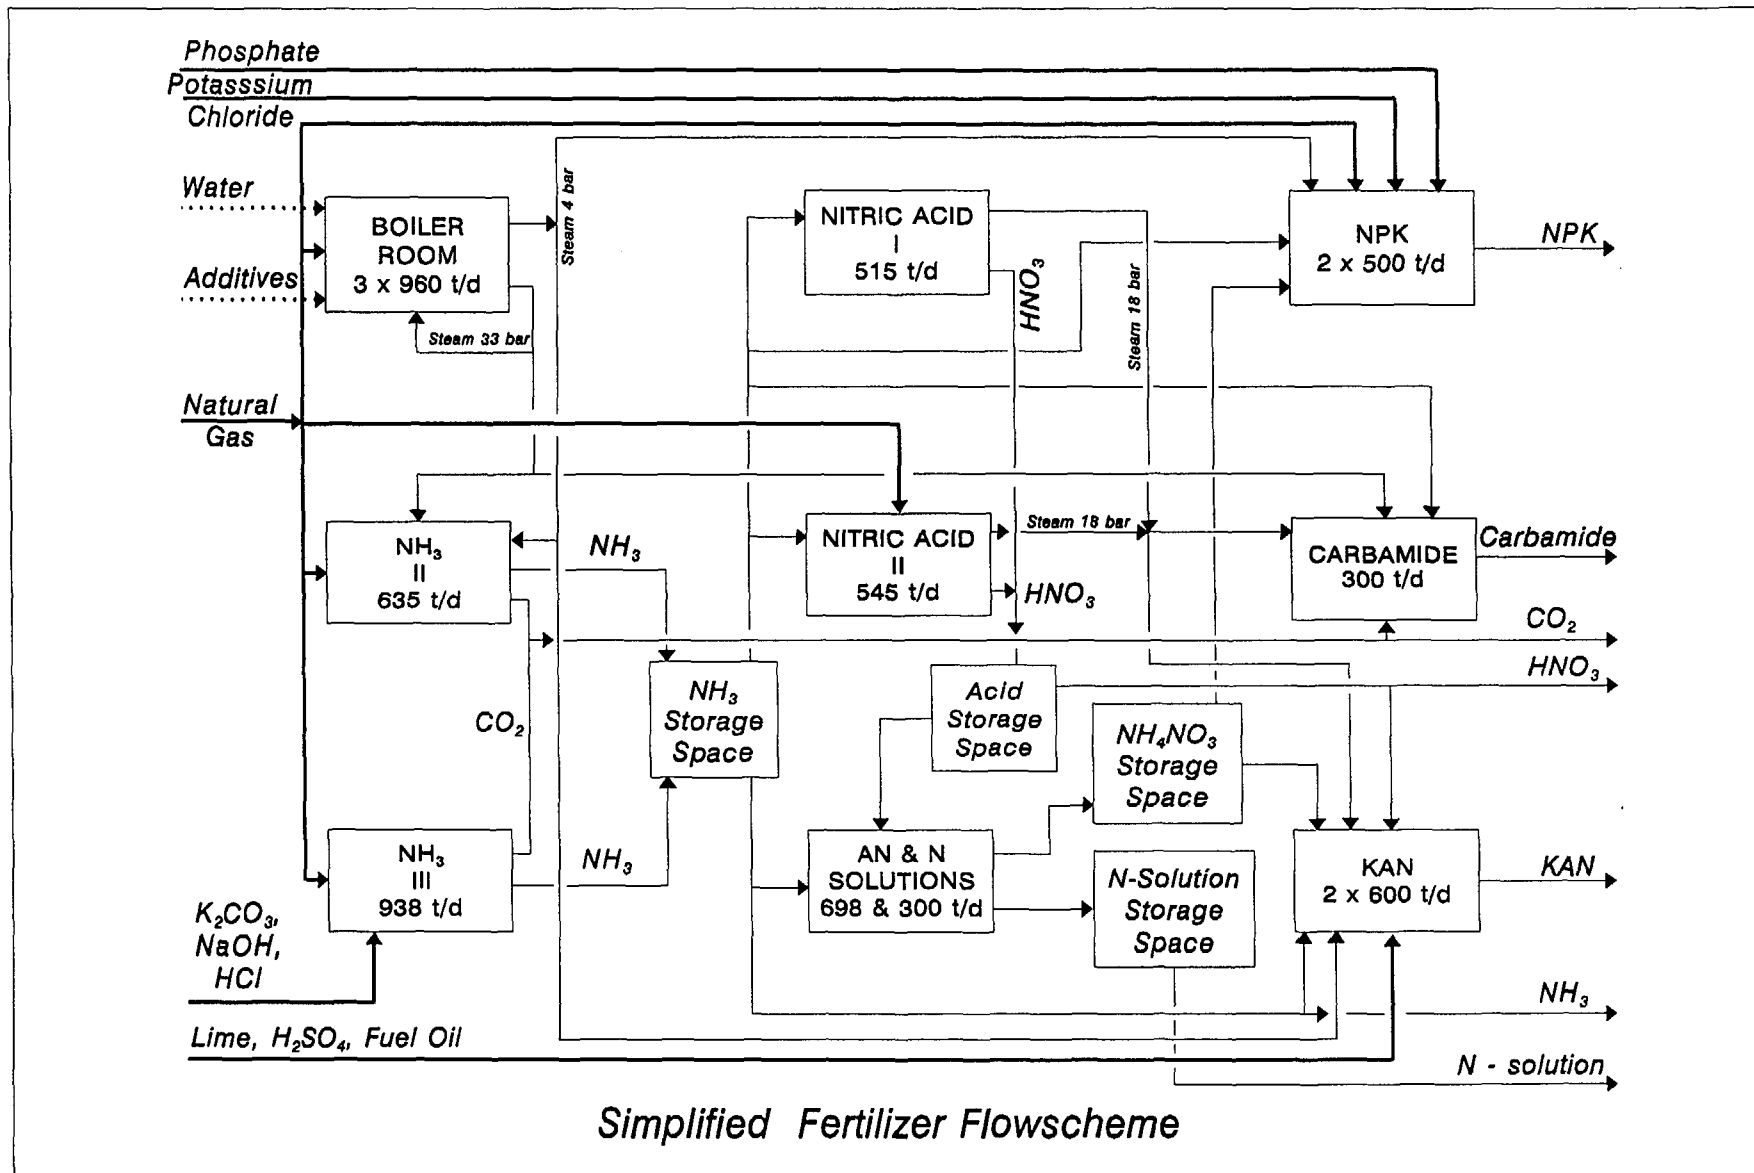 Phosphate
Potasssium
Chloride
Water
BOILER
ROOM
3 x 960 t/d
Additives
Steam 33 bar
Steam 4 bar
NITRIC ACID
I
515 t/d
HNO₃
Steam 18 bar
NPK
2 x 500 t/d
NPK
Natural
Gas
NH₃
II
635 t/d
NH₃
NITRIC ACID
II
545 t/d
Steam 18 bar
HNO₃
CARBAMIDE
300 t/d
Carbamide
CO₂
HNO₃
CO₂
NH₃
Storage
Space
Acid
Storage
Space
NH₄NO₃
Storage
Space
NH₃
III
938 t/d
NH₃
AN & N
SOLUTIONS
698 & 300 t/d
N-Solution
Storage
Space
KAN
2 x 600 t/d
KAN
K₂CO₃,
NaOH,
HCl
NH₃
Lime, H₂SO₄, Fuel Oil
N - solution
Simplified Fertilizer Flowscheme